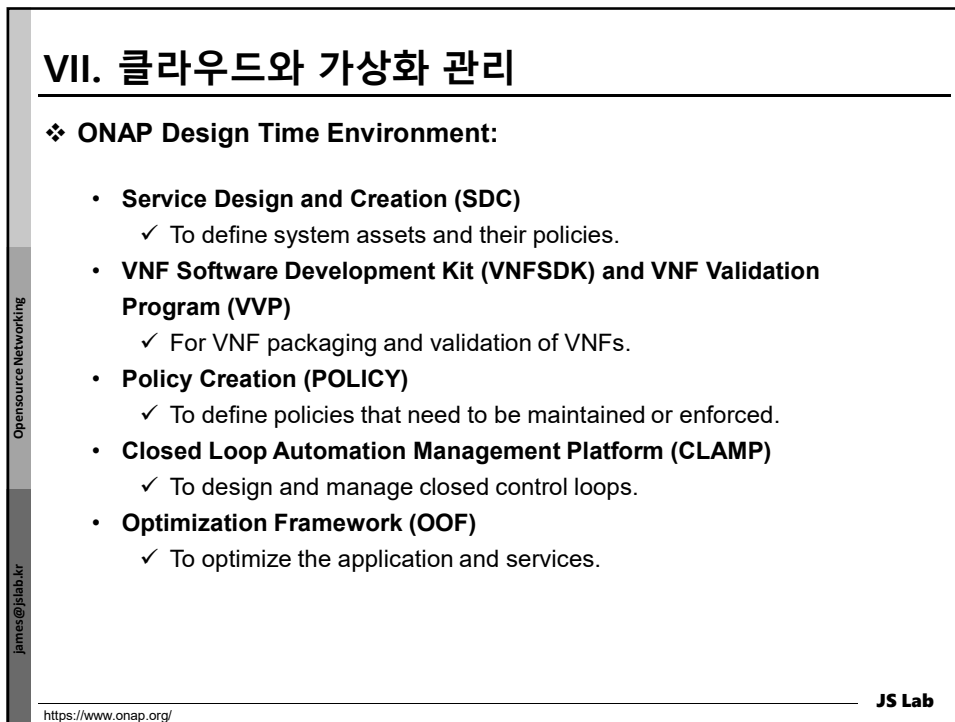 VII. 클라우드와 가상화 관리
❖ ONAP Design Time Environment:
• Service Design and Creation (SDC)
✓ To define system assets and their policies.
• VNF Software Development Kit (VNFSDK) and VNF Validation
Program (VVP)
✓ For VNF packaging and validation of VNFs.
• Policy Creation (POLICY)
✓ To define policies that need to be maintained or enforced.
• Closed Loop Automation Management Platform (CLAMP)
✓ To design and manage closed control loops.
• Optimization Framework (OOF)
✓ To optimize the application and services.
Opensource Networking
james@jslab.kr
https://www.onap.org/
JS Lab